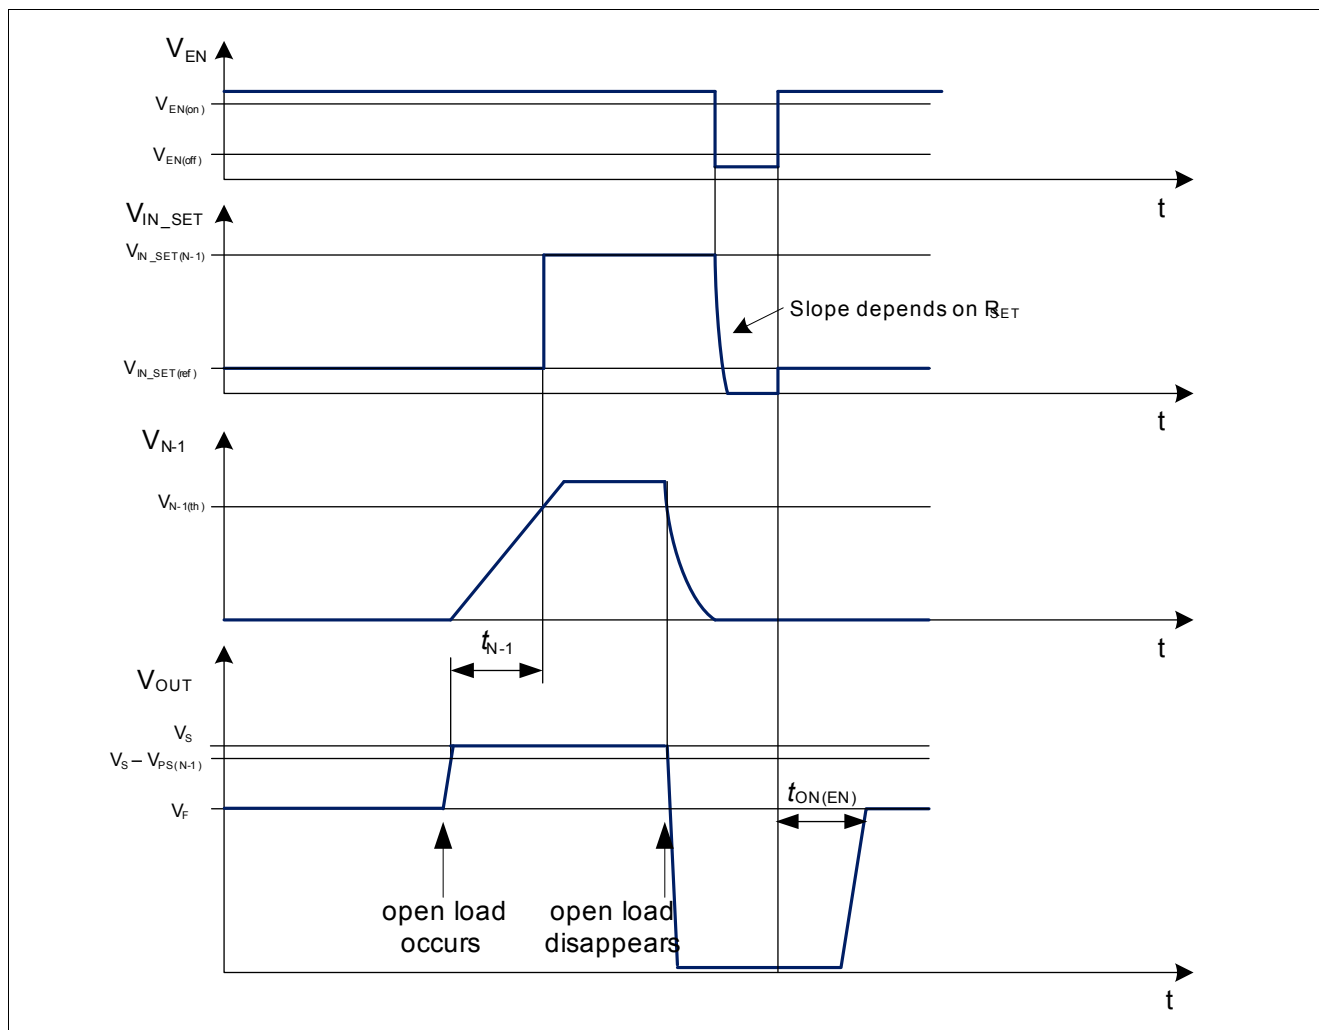 VEN
VEN(on)
VEN(off)
t
VIN_SET
VIN_SET(N-1)
Slope depends on RSET
VIN_SET(ref)
t
VN-1
VN-1(th)
t
tN-1
VOUT
VS
VS – VPS(N-1)
VF
tON(EN)
open load
occurs
open load
disappears
t